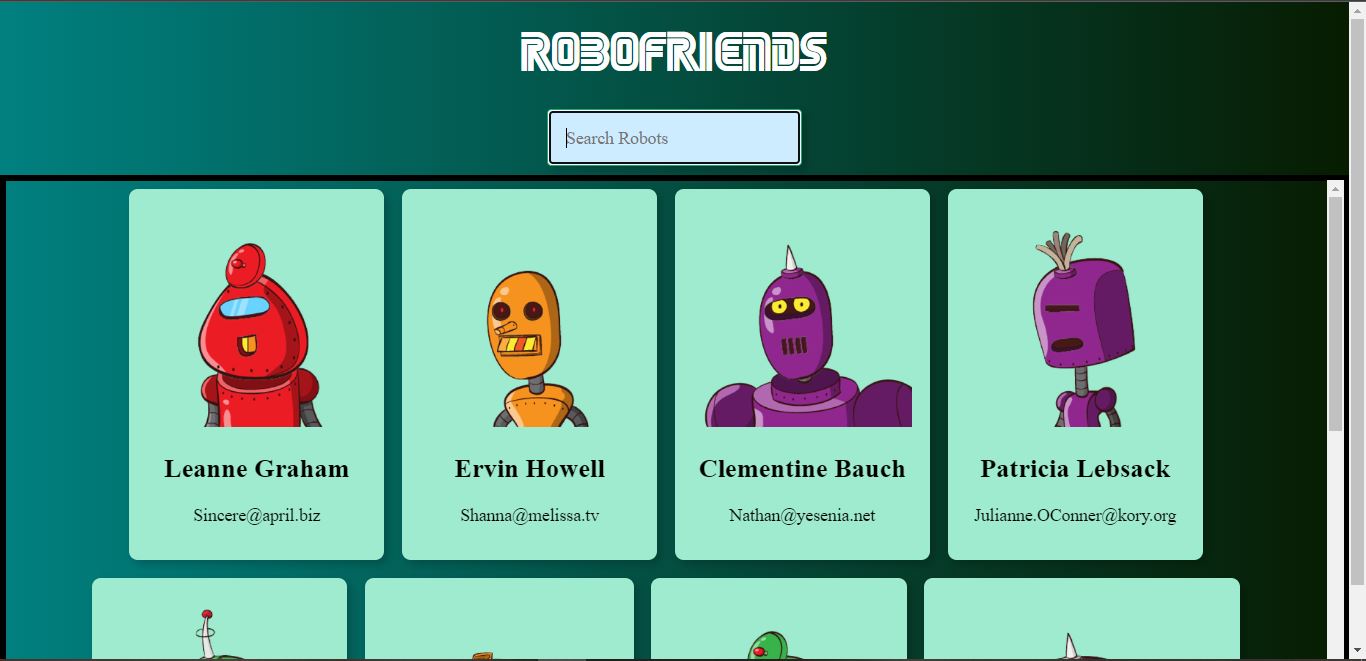 ROBOFRIENDS
Search Robots
Leanne Graham
Ervin Howell
Clementine Bauch
Patricia Lebsack
Sincere@april.biz
Shanna@melissa.tv
Nathan@yesenia.net
Julianne.OConner@kory.org